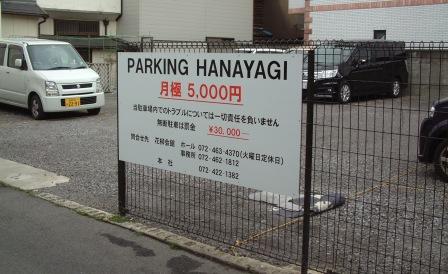 PARKING HANAYAGI
月極 5,000円
当駐車場内でのトラブルについては一切責任を負いません
無断駐車は罰金 ¥30,000—
問合せ先 花柳会館 ホール 072-463-4370(火曜日定休日)
事務所 072-462-1812
本社 072-422-1382